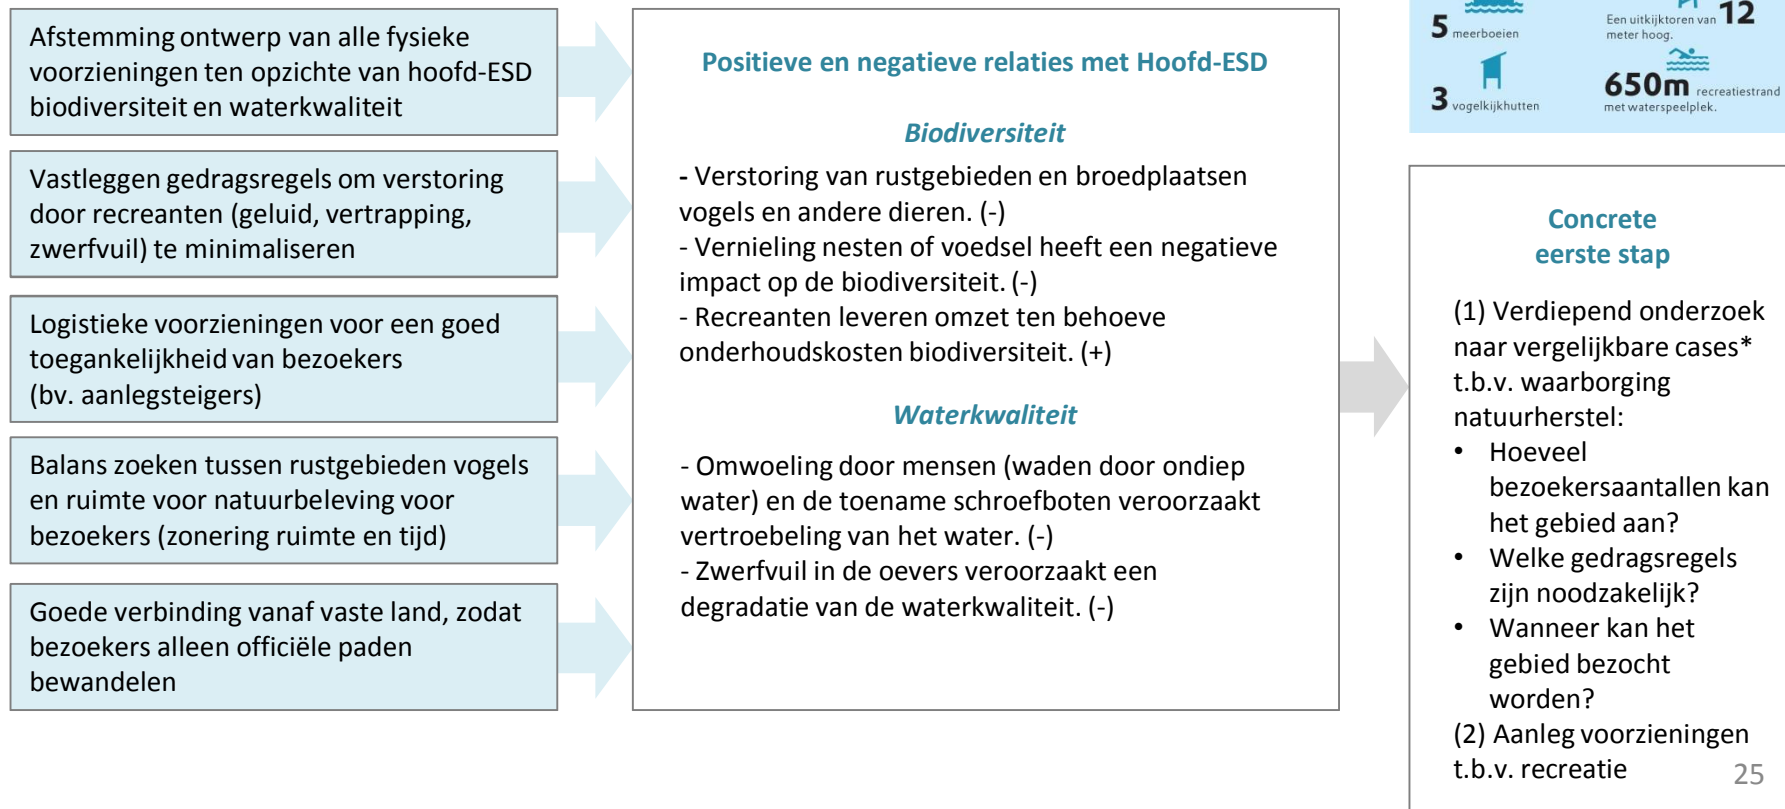 Afstemming ontwerp van alle fysieke
voorzieningen ten opzichte van hoofd-ESD
biodiversiteit en waterkwaliteit
Vastleggen gedragsregels om verstoring
door recreanten (geluid, vertrapping,
zwerfvuil) te minimaliseren
Logistieke voorzieningen voor een goed
toegankelijkheid van bezoekers
(bv. aanlegsteigers)
Balans zoeken tussen rustgebieden vogels
en ruimte voor natuurbeleving voor
bezoekers (zonering ruimte en tijd)
Goede verbinding vanaf vaste land, zodat
bezoekers alleen officiële paden
bewandelen
Positieve en negatieve relaties met Hoofd-ESD
Biodiversiteit
- Verstoring van rustgebieden en broedplaatsen
vogels en andere dieren. (-)
- Vernieling nesten of voedsel heeft een negatieve
impact op de biodiversiteit. (-)
- Recreanten leveren omzet ten behoeve
onderhoudskosten biodiversiteit. (+)
Waterkwaliteit
- Omwoeling door mensen (waden door ondiep
water) en de toename schroefboten veroorzaakt
vertroebeling van het water. (-)
- Zwerfvuil in de oevers veroorzaakt een
degradatie van de waterkwaliteit. (-)
5 meerboeien
Een uitkijktoren van 12
meter hoog.
3 vogelkijkhutten
650m recreatiestrand
met waterspeelplek.
Concrete
eerste stap
(1) Verdiepend onderzoek
naar vergelijkbare cases*
t.b.v. waarborging
natuurherstel:
• Hoeveel
bezoekersaantallen kan
het gebied aan?
• Welke gedragsregels
zijn noodzakelijk?
• Wanneer kan het
gebied bezocht
worden?
(2) Aanleg voorzieningen
t.b.v. recreatie
25